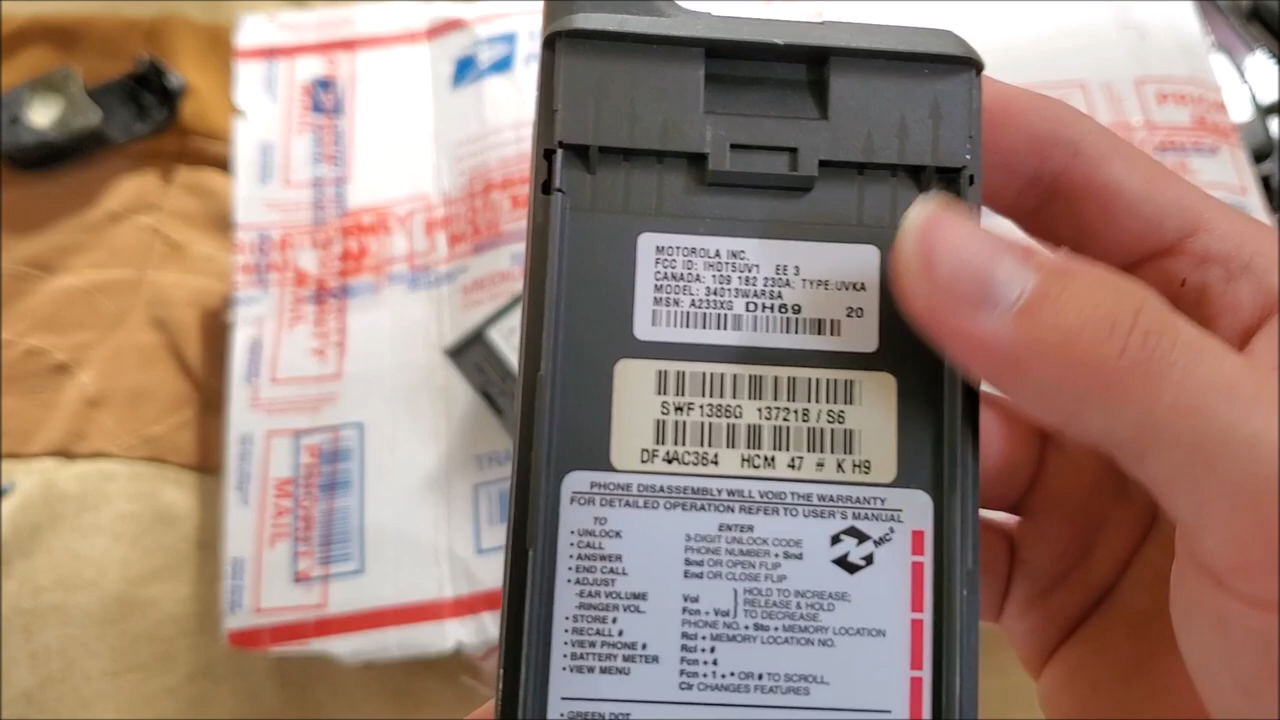 MOTOROLA INC.
FCC ID: IHDT5UV1 EE 3
CANADA: 109 182 230A; TYPE:UVKA
MODEL: 34013WARSA
MSN: A233XG DH69 20
SWF1386G 13721B / S6
DF4AC364 HCM 47 # K H9
PHONE DISASSEMBLY WILL VOID THE WARRANTY
FOR DETAILED OPERATION REFER TO USER'S MANUAL
TO ENTER
• UNLOCK 3-DIGIT UNLOCK CODE
• CALL PHONE NUMBER + Snd
• ANSWER Snd OR OPEN FLIP
• END CALL End OR CLOSE FLIP
• ADJUST
-EAR VOLUME Vol HOLD TO INCREASE;
-RINGER VOL. Fcn + Vol RELEASE & HOLD
TO DECREASE.
• STORE # PHONE NO. + Sto + MEMORY LOCATION
• RECALL # Rcl + MEMORY LOCATION NO.
• VIEW PHONE # Rcl + #
• BATTERY METER Fcn + 4
• VIEW MENU Fcn + 1 + * OR # TO SCROLL,
Clr CHANGES FEATURES
• GREEN DOT
MC²
PRIORITY
MAIL